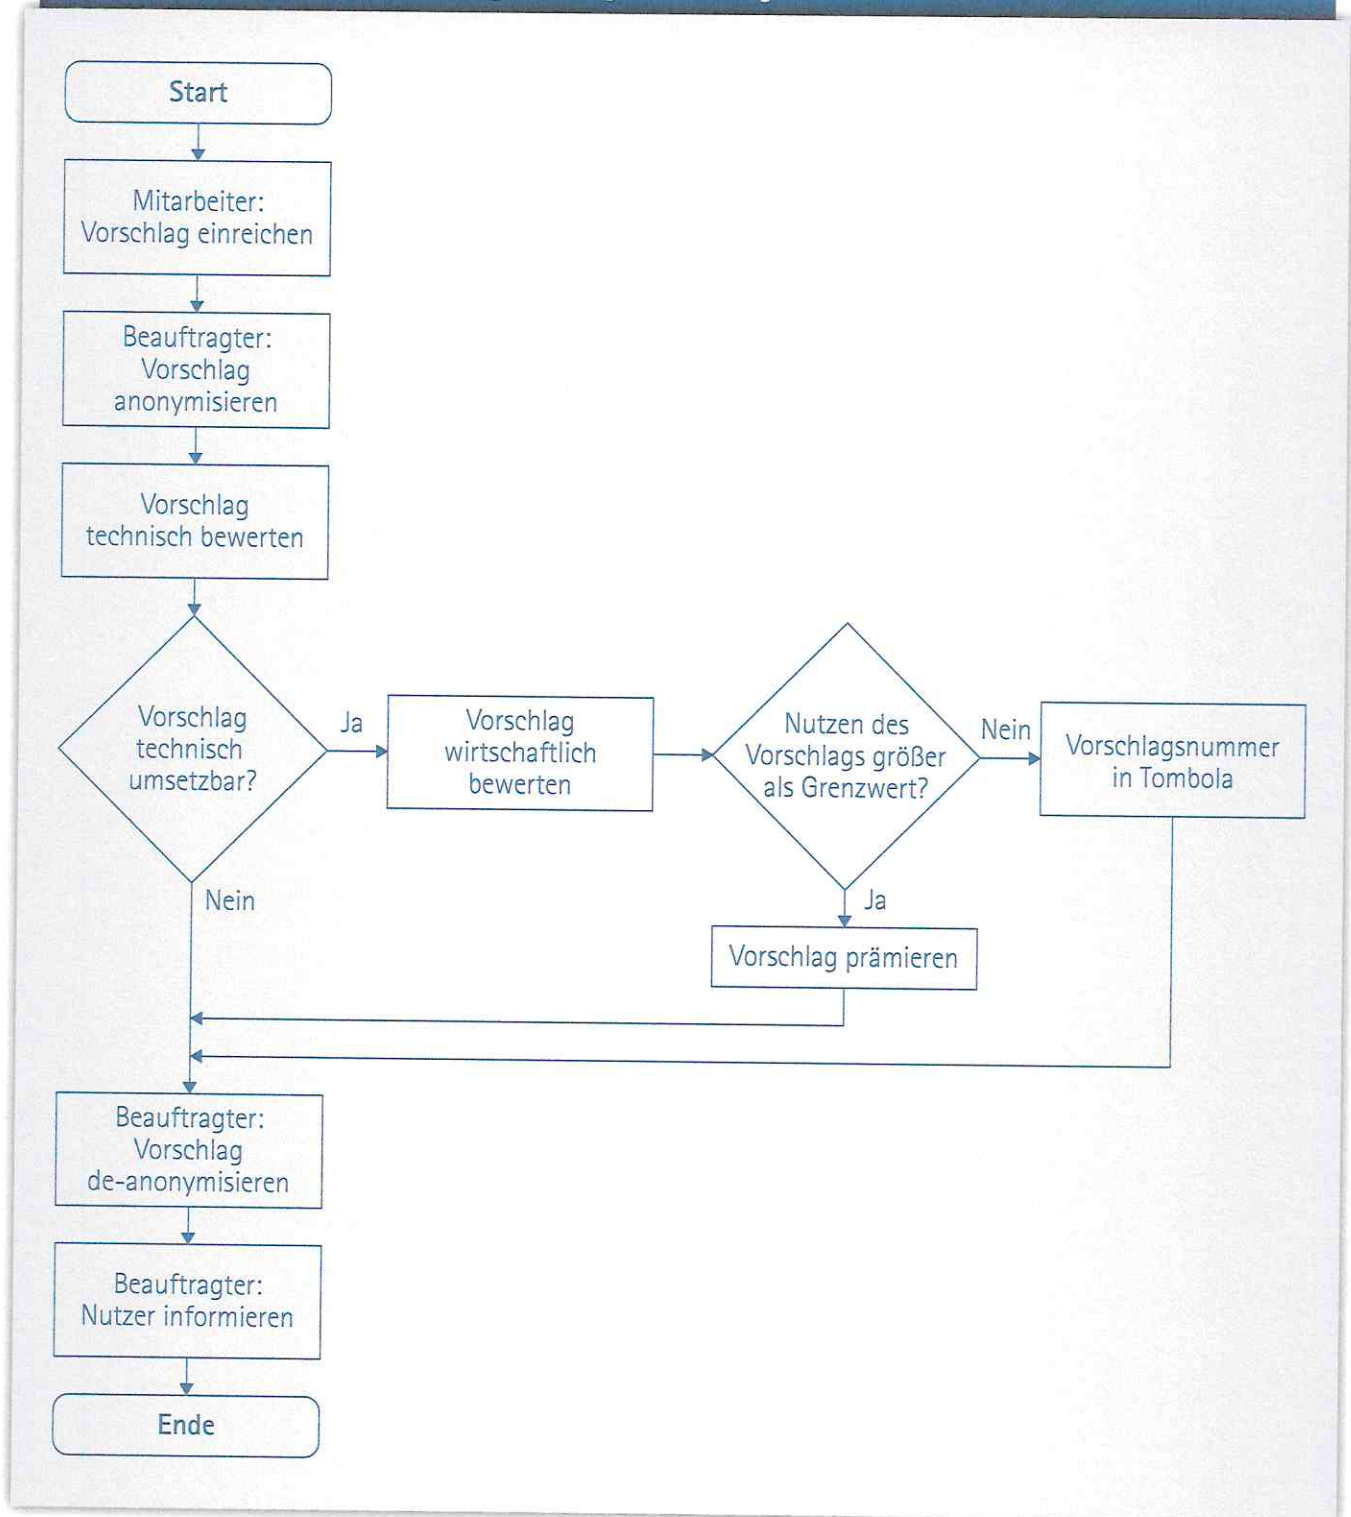 Start
Mitarbeiter:
Vorschlag einreichen
Beauftragter:
Vorschlag
anonymisieren
Vorschlag
technisch bewerten
Vorschlag
technisch
umsetzbar?
Ja
Vorschlag
wirtschaftlich
bewerten
Nutzen des
Vorschlags größer
als Grenzwert?
Nein
Vorschlagsnummer
in Tombola
Nein
Ja
Vorschlag prämieren
Beauftragter:
Vorschlag
de-anonymisieren
Beauftragter:
Nutzer informieren
Ende